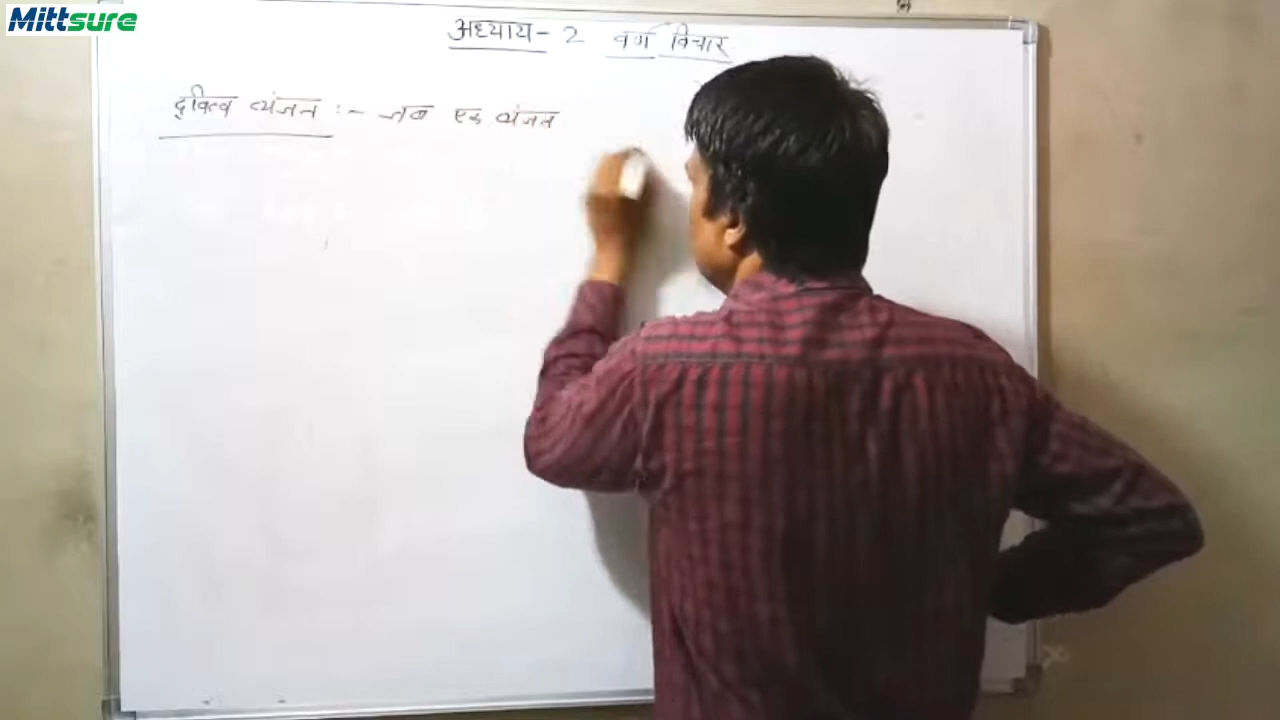 Mittsure
अध्याय - 2 वर्ण विचार
द्वित्व व्यंजन :- जब एक व्यंजन